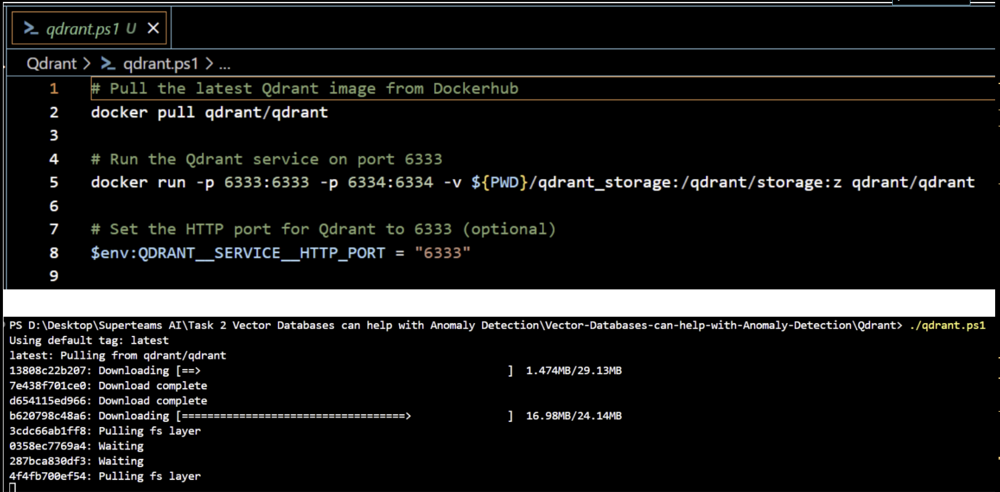 qdrant.ps1 U ×
Qdrant > qdrant.ps1 > ...
1 # Pull the latest Qdrant image from Dockerhub
2 docker pull qdrant/qdrant
3
4 # Run the Qdrant service on port 6333
5 docker run -p 6333:6333 -p 6334:6334 -v ${PWD}/qdrant_storage:/qdrant/storage:z qdrant/qdrant
6
7 # Set the HTTP port for Qdrant to 6333 (optional)
8 $env:QDRANT__SERVICE__HTTP_PORT = "6333"
9
PS D:\Desktop\Superteams AI\Task 2 Vector Databases can help with Anomaly Detection\Vector-Databases-can-help-with-Anomaly-Detection\Qdrant> ./qdrant.ps1
Using default tag: latest
latest: Pulling from qdrant/qdrant
13808c22b207: Downloading [==>                                                ]  1.474MB/29.13MB
7e438f701ce0: Download complete
d654115ed966: Download complete
b620798c48a6: Downloading [===================================>               ]  16.98MB/24.14MB
3cdc66ab1ff8: Pulling fs layer
0358ec7769a4: Waiting
287bca830df3: Waiting
4f4fb700ef54: Pulling fs layer